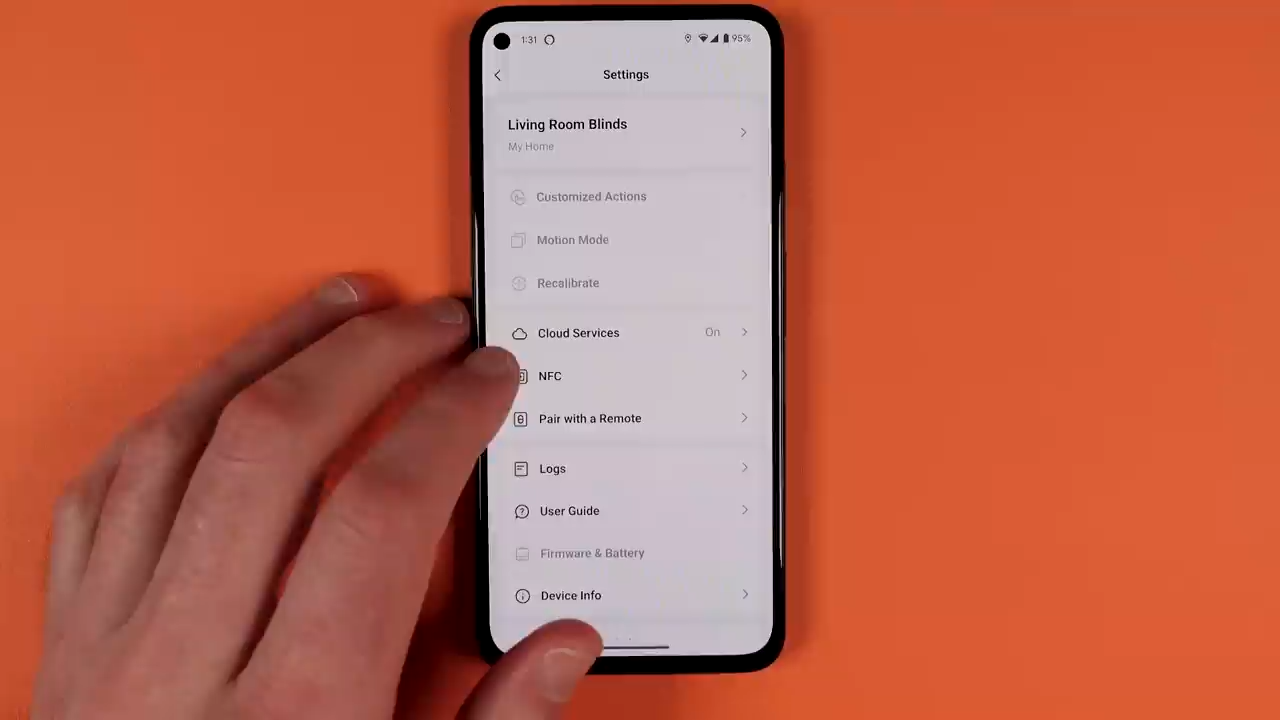 1:31 95%
Settings
Living Room Blinds
My Home
Customized Actions
Motion Mode
Recalibrate
Cloud Services On
NFC
Pair with a Remote
Logs
User Guide
Firmware & Battery
Device Info